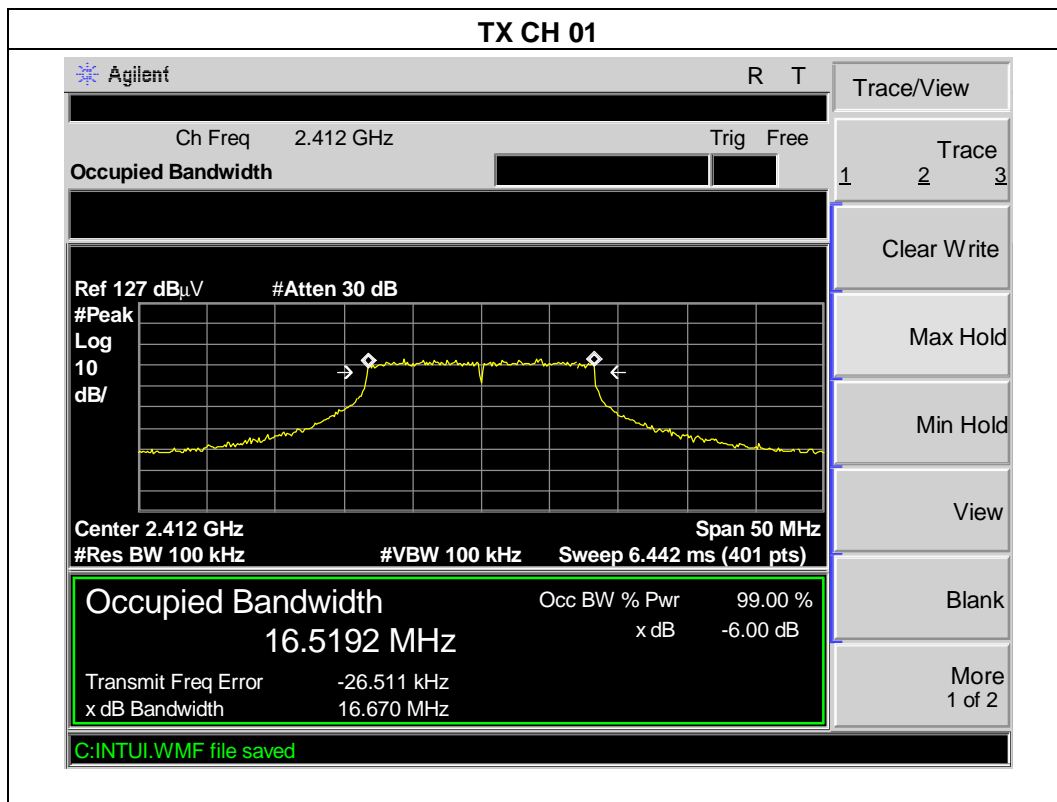 TX CH 01
Agilent R T
Trace/View
Ch Freq 2.412 GHz Trig Free
Occupied Bandwidth
Trace
1 2 3
Clear Write
Ref 127 dBμV #Atten 30 dB
#Peak
Log
10
dB/
Max Hold
Min Hold
Center 2.412 GHz Span 50 MHz
#Res BW 100 kHz #VBW 100 kHz Sweep 6.442 ms (401 pts)
View
Occupied Bandwidth Occ BW % Pwr 99.00 %
16.5192 MHz x dB -6.00 dB
Blank
Transmit Freq Error -26.511 kHz
x dB Bandwidth 16.670 MHz
More
1 of 2
C:INTUI.WMF file saved